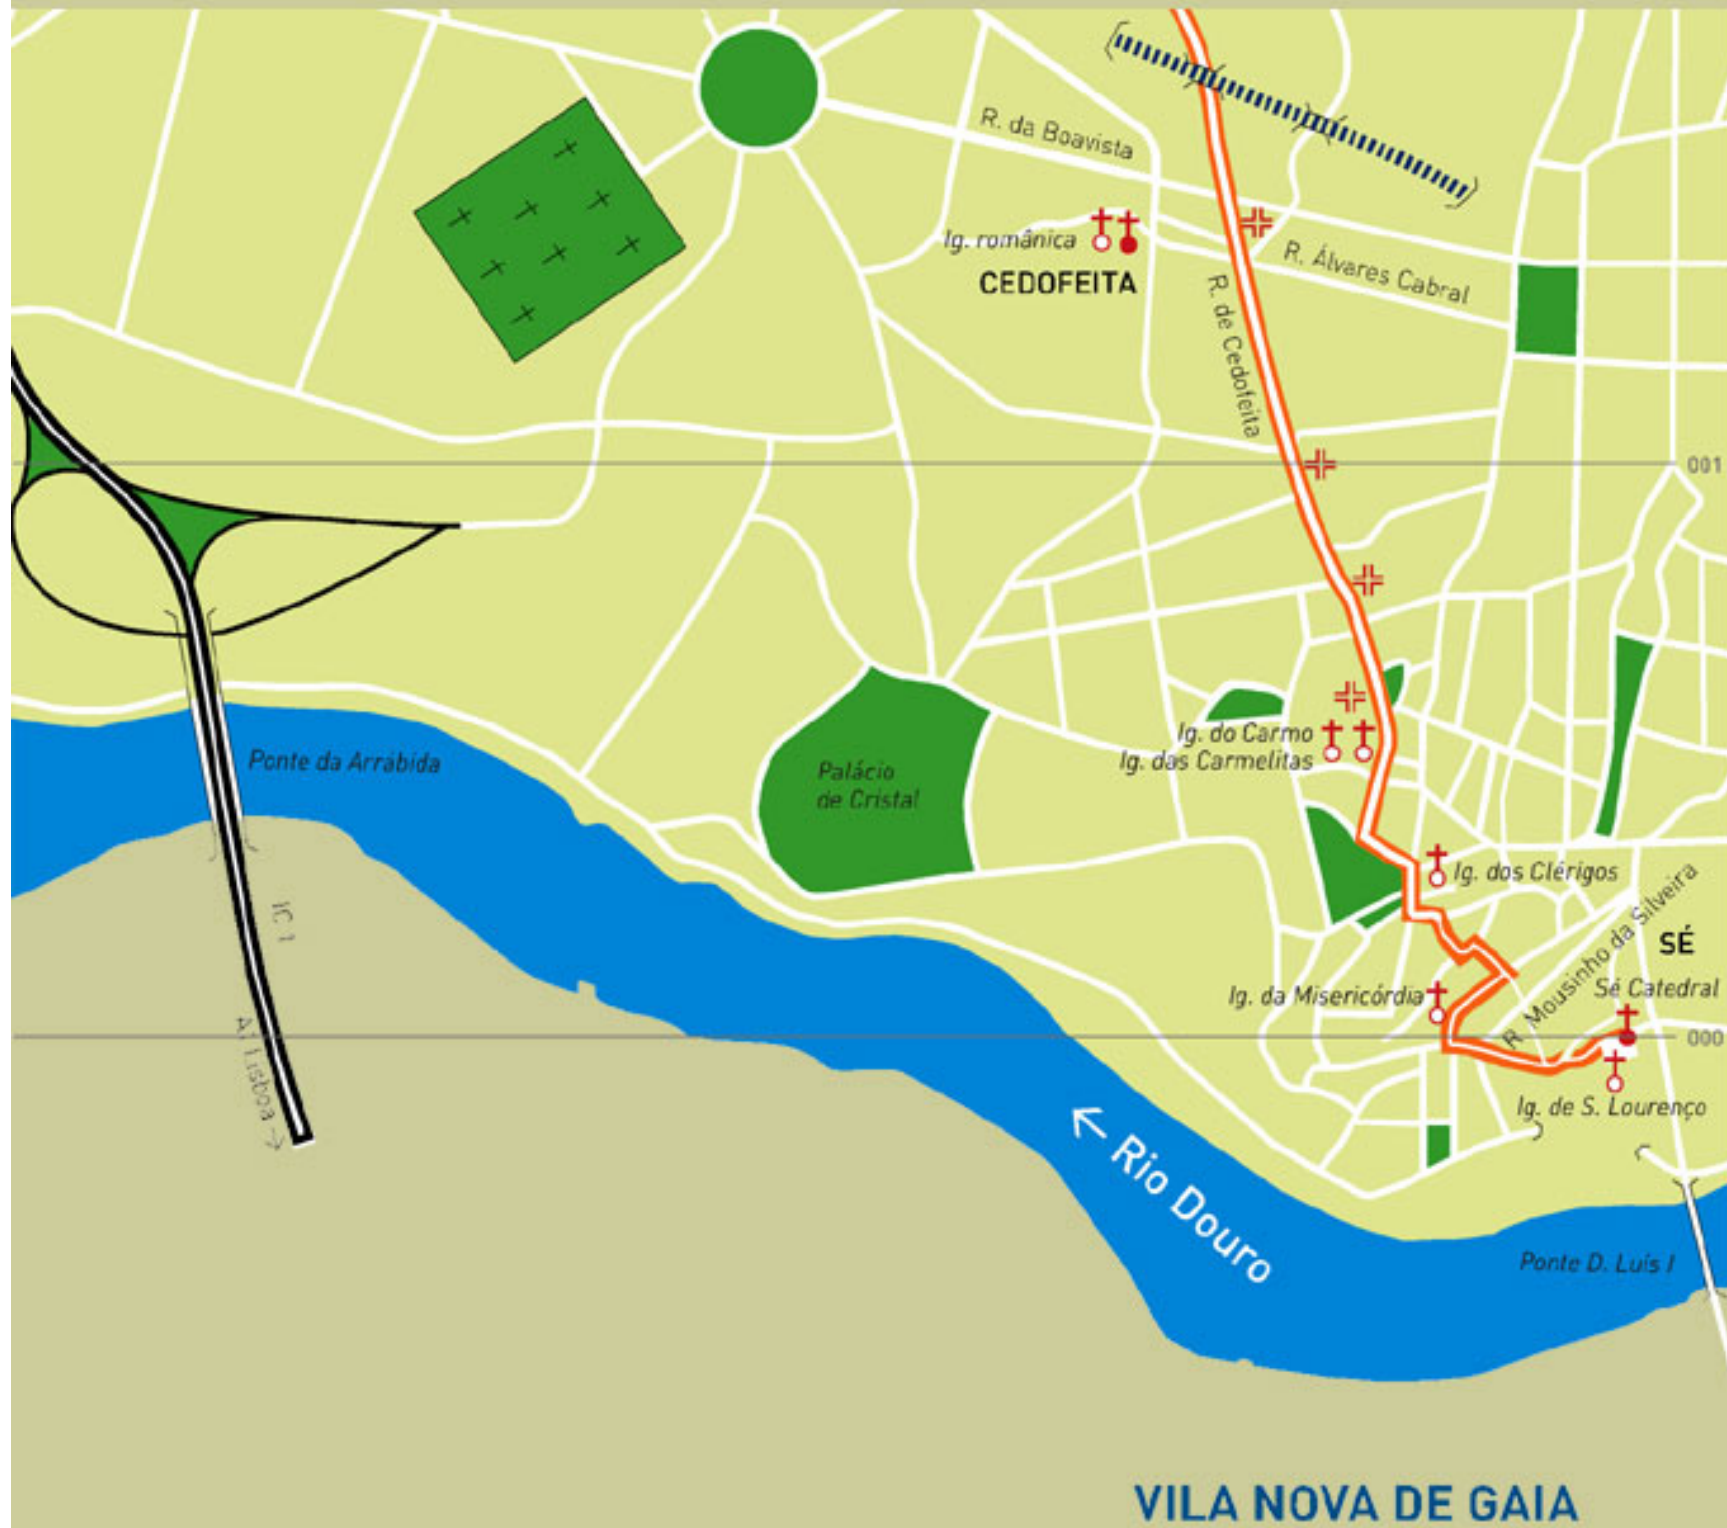 R. da Boavista
Ig. românica
CEDOFEITA
R. Álvares Cabral
R. de Cedofeita
001
Ig. do Carmo
Ig. das Carmelitas
Ponte da Arrábida
Palácio
de Cristal
Ig. dos Clérigos
R. Mousinho da Silveira
SÉ
Sé Catedral
Ig. da Misericórdia
000
IC 1
A1 Lisboa →
Ig. de S. Lourenço
← Rio Douro
Ponte D. Luís I
VILA NOVA DE GAIA